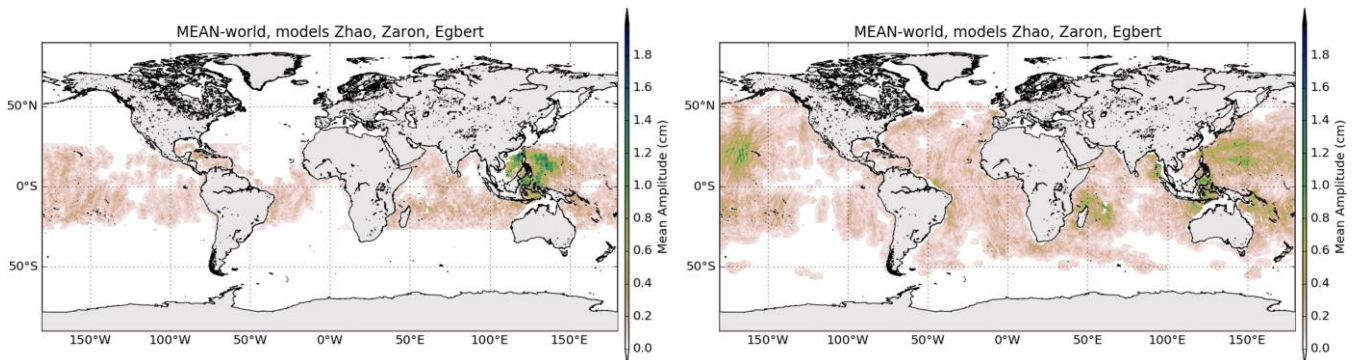 MEAN-world, models Zhao, Zaron, Egbert
50°N
0°S
50°S
150°W
100°W
50°W
0°W
50°E
100°E
150°E
1.8
1.6
1.4
1.2
1.0
0.8
0.6
0.4
0.2
0.0
Mean Amplitude (cm)
MEAN-world, models Zhao, Zaron, Egbert
50°N
0°S
50°S
150°W
100°W
50°W
0°W
50°E
100°E
150°E
1.8
1.6
1.4
1.2
1.0
0.8
0.6
0.4
0.2
0.0
Mean Amplitude (cm)